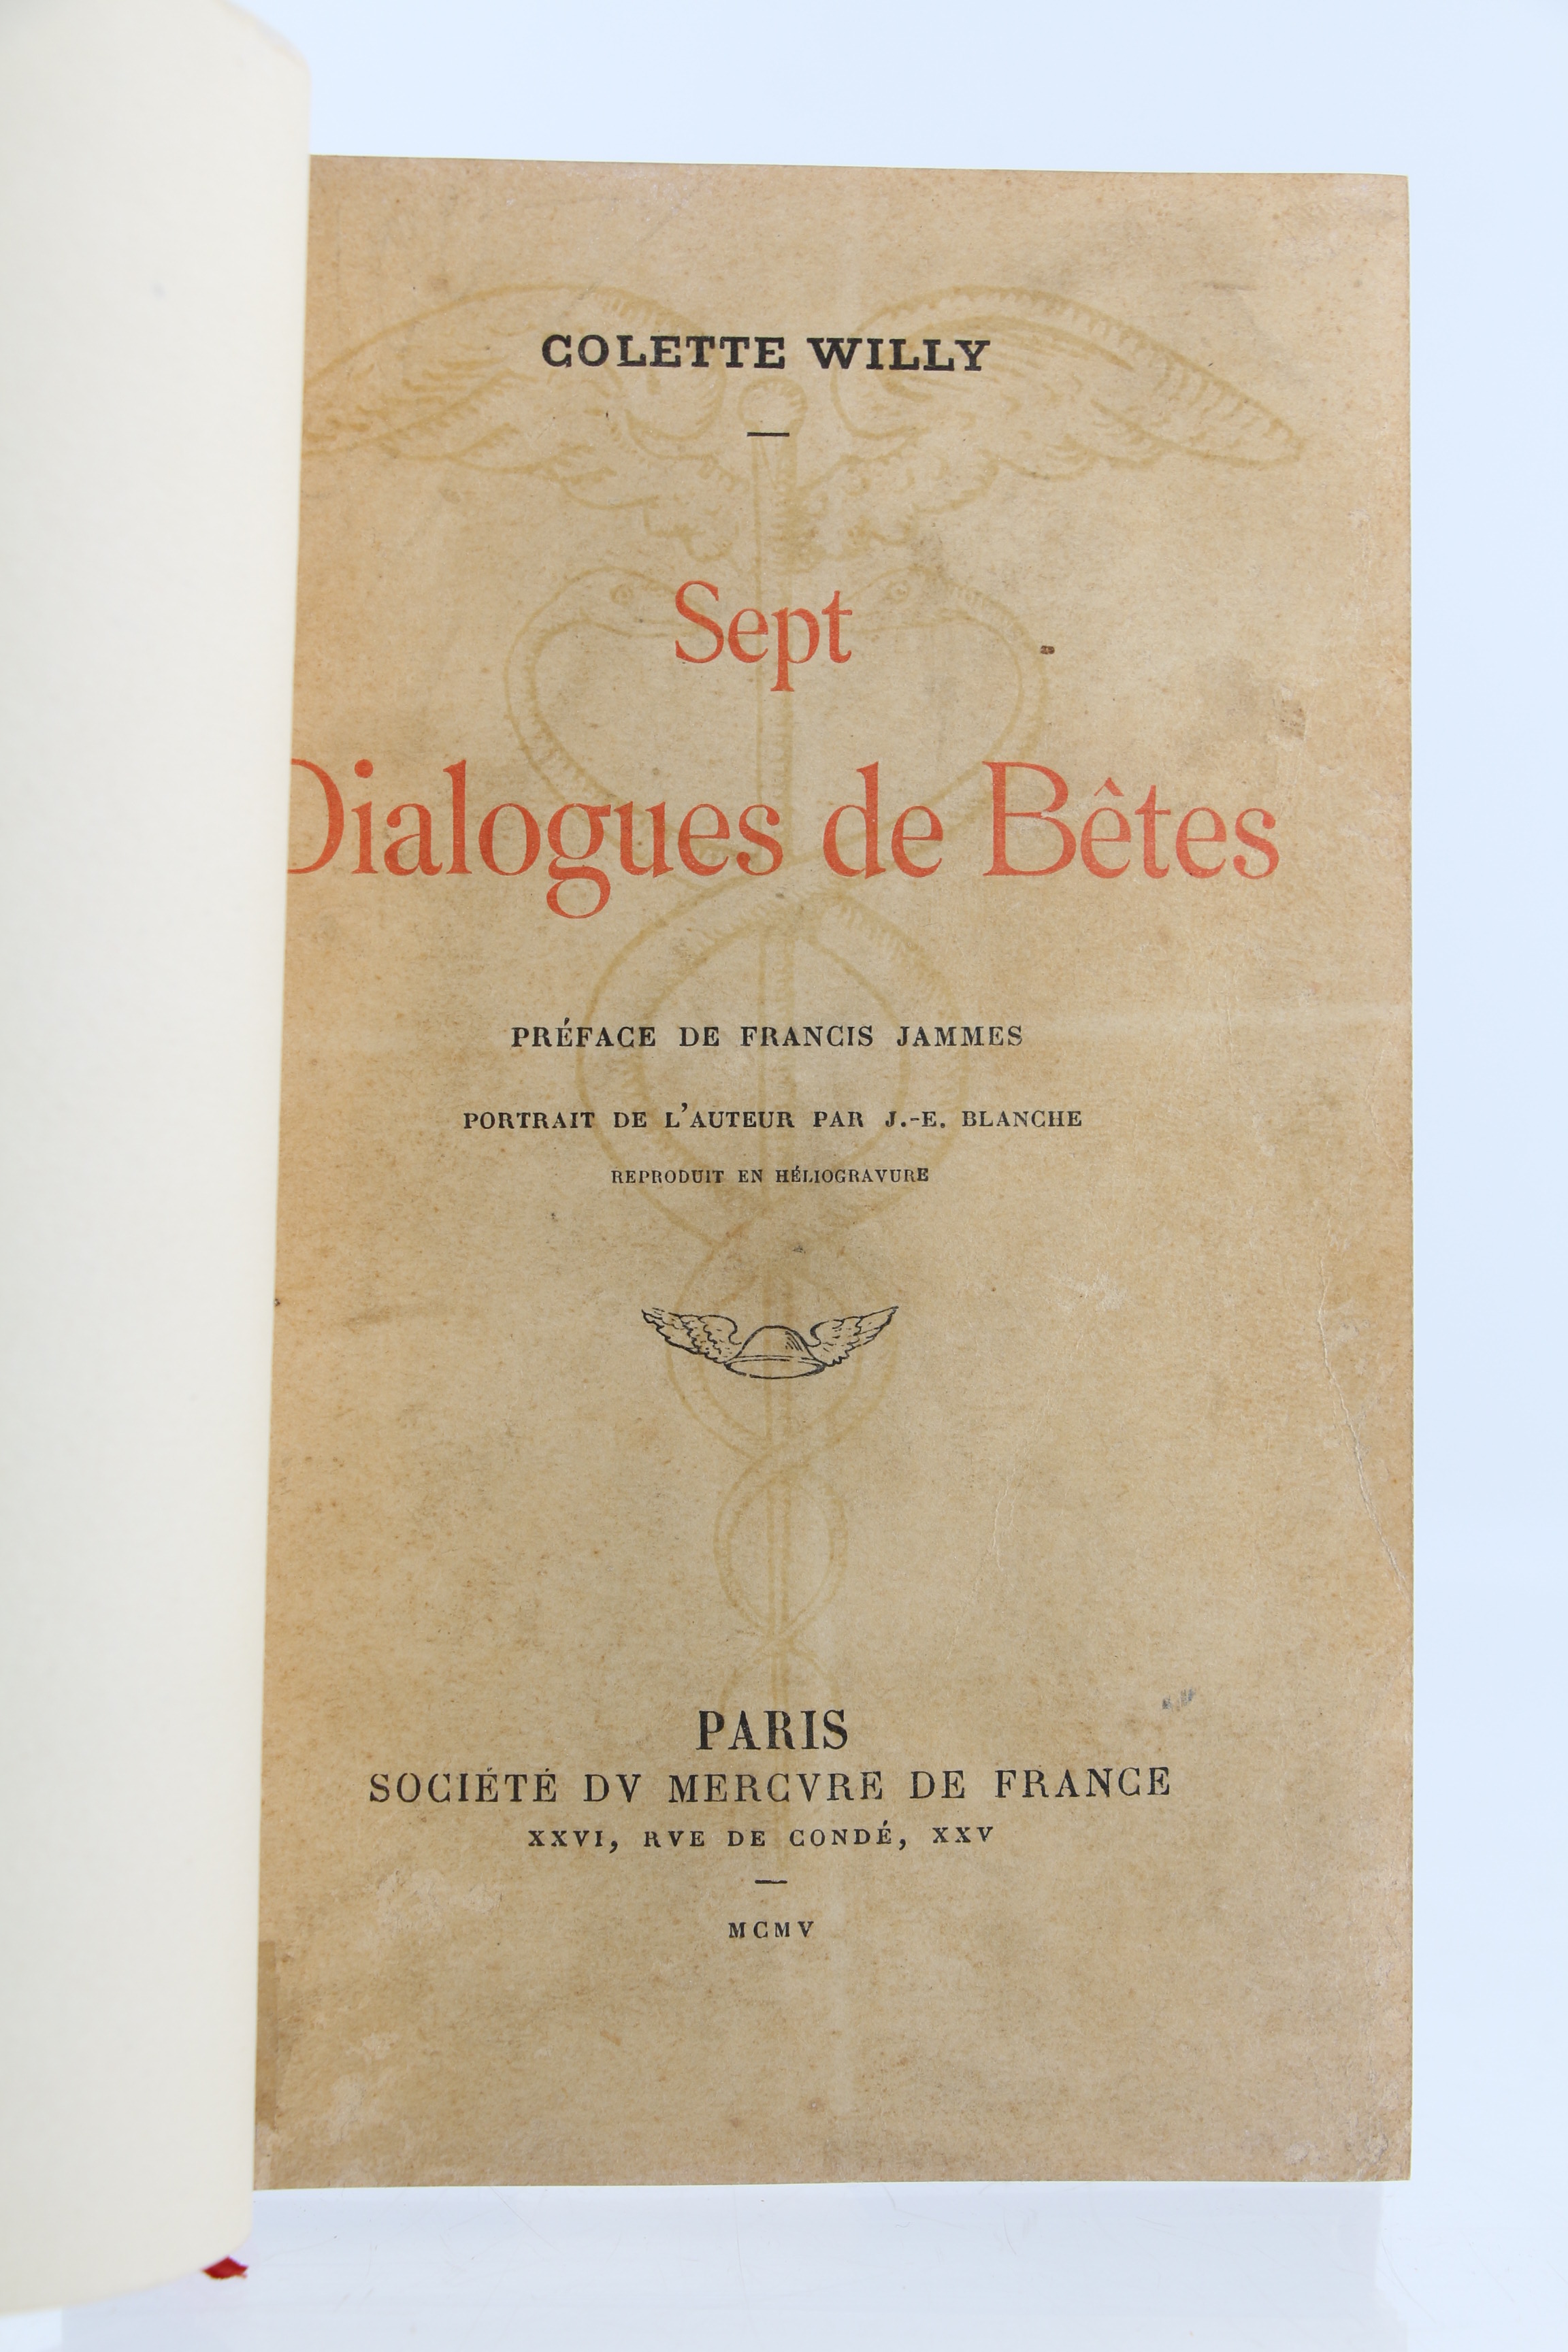 COLETTE WILLY
Sept
Dialogues de Bêtes
PRÉFACE DE FRANCIS JAMMES
PORTRAIT DE L'AUTEUR PAR J.-E. BLANCHE
REPRODUIT EN HÉLIOGRAVURE
PARIS
SOCIÉTÉ DV MERCVRE DE FRANCE
XXVI, RVE DE CONDÉ, XXV
MCMV